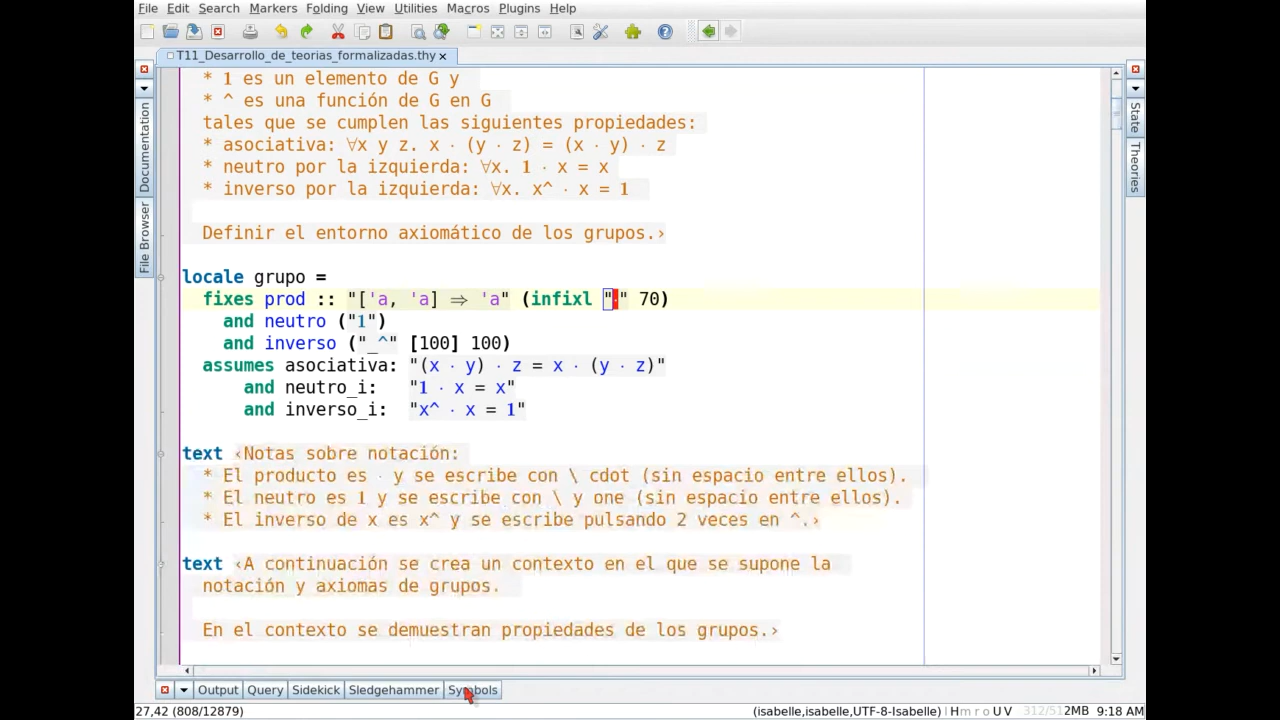 File Edit Search Markers Folding View Utilities Macros Plugins Help
T11_Desarrollo_de_teorias_formalizadas.thy
* 1 es un elemento de G y
* ^ es una función de G en G
tales que se cumplen las siguientes propiedades:
* asociativa: ∀x y z. x · (y · z) = (x · y) · z
* neutro por la izquierda: ∀x. 1 · x = x
* inverso por la izquierda: ∀x. x^ · x = 1
Definir el entorno axiomático de los grupos.›
locale grupo =
fixes prod :: "['a, 'a] ⇒ 'a" (infixl "·" 70)
and neutro ("1")
and inverso ("_^" [100] 100)
assumes asociativa: "(x · y) · z = x · (y · z)"
and neutro_i: "1 · x = x"
and inverso_i: "x^ · x = 1"
text ‹Notas sobre notación:
* El producto es · y se escribe con \ cdot (sin espacio entre ellos).
* El neutro es 1 y se escribe con \ y one (sin espacio entre ellos).
* El inverso de x es x^ y se escribe pulsando 2 veces en ^.›
text ‹A continuación se crea un contexto en el que se supone la
notación y axiomas de grupos.
En el contexto se demuestran propiedades de los grupos.›
Documentation
File Browser
State
Theories
Output Query Sidekick Sledgehammer Symbols
27,42 (808/12879) (isabelle,isabelle,UTF-8-Isabelle) H m r o U V 312/512MB 9:18 AM